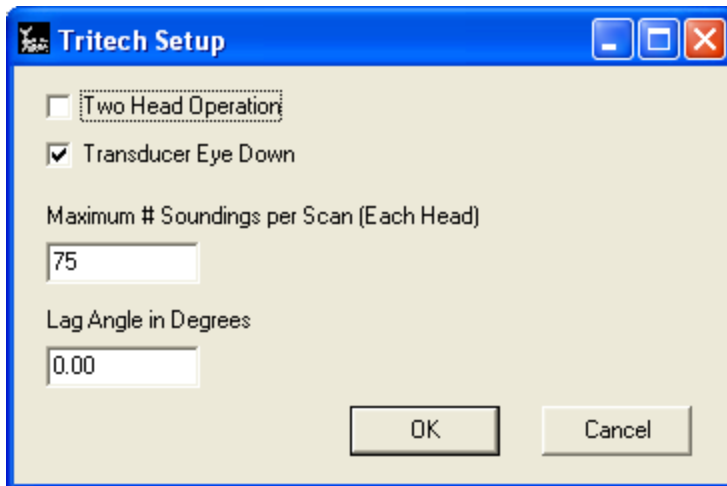 Tritech Setup
Two Head Operation
Transducer Eye Down
Maximum # Soundings per Scan (Each Head)
75
Lag Angle in Degrees
0.00
OK Cancel